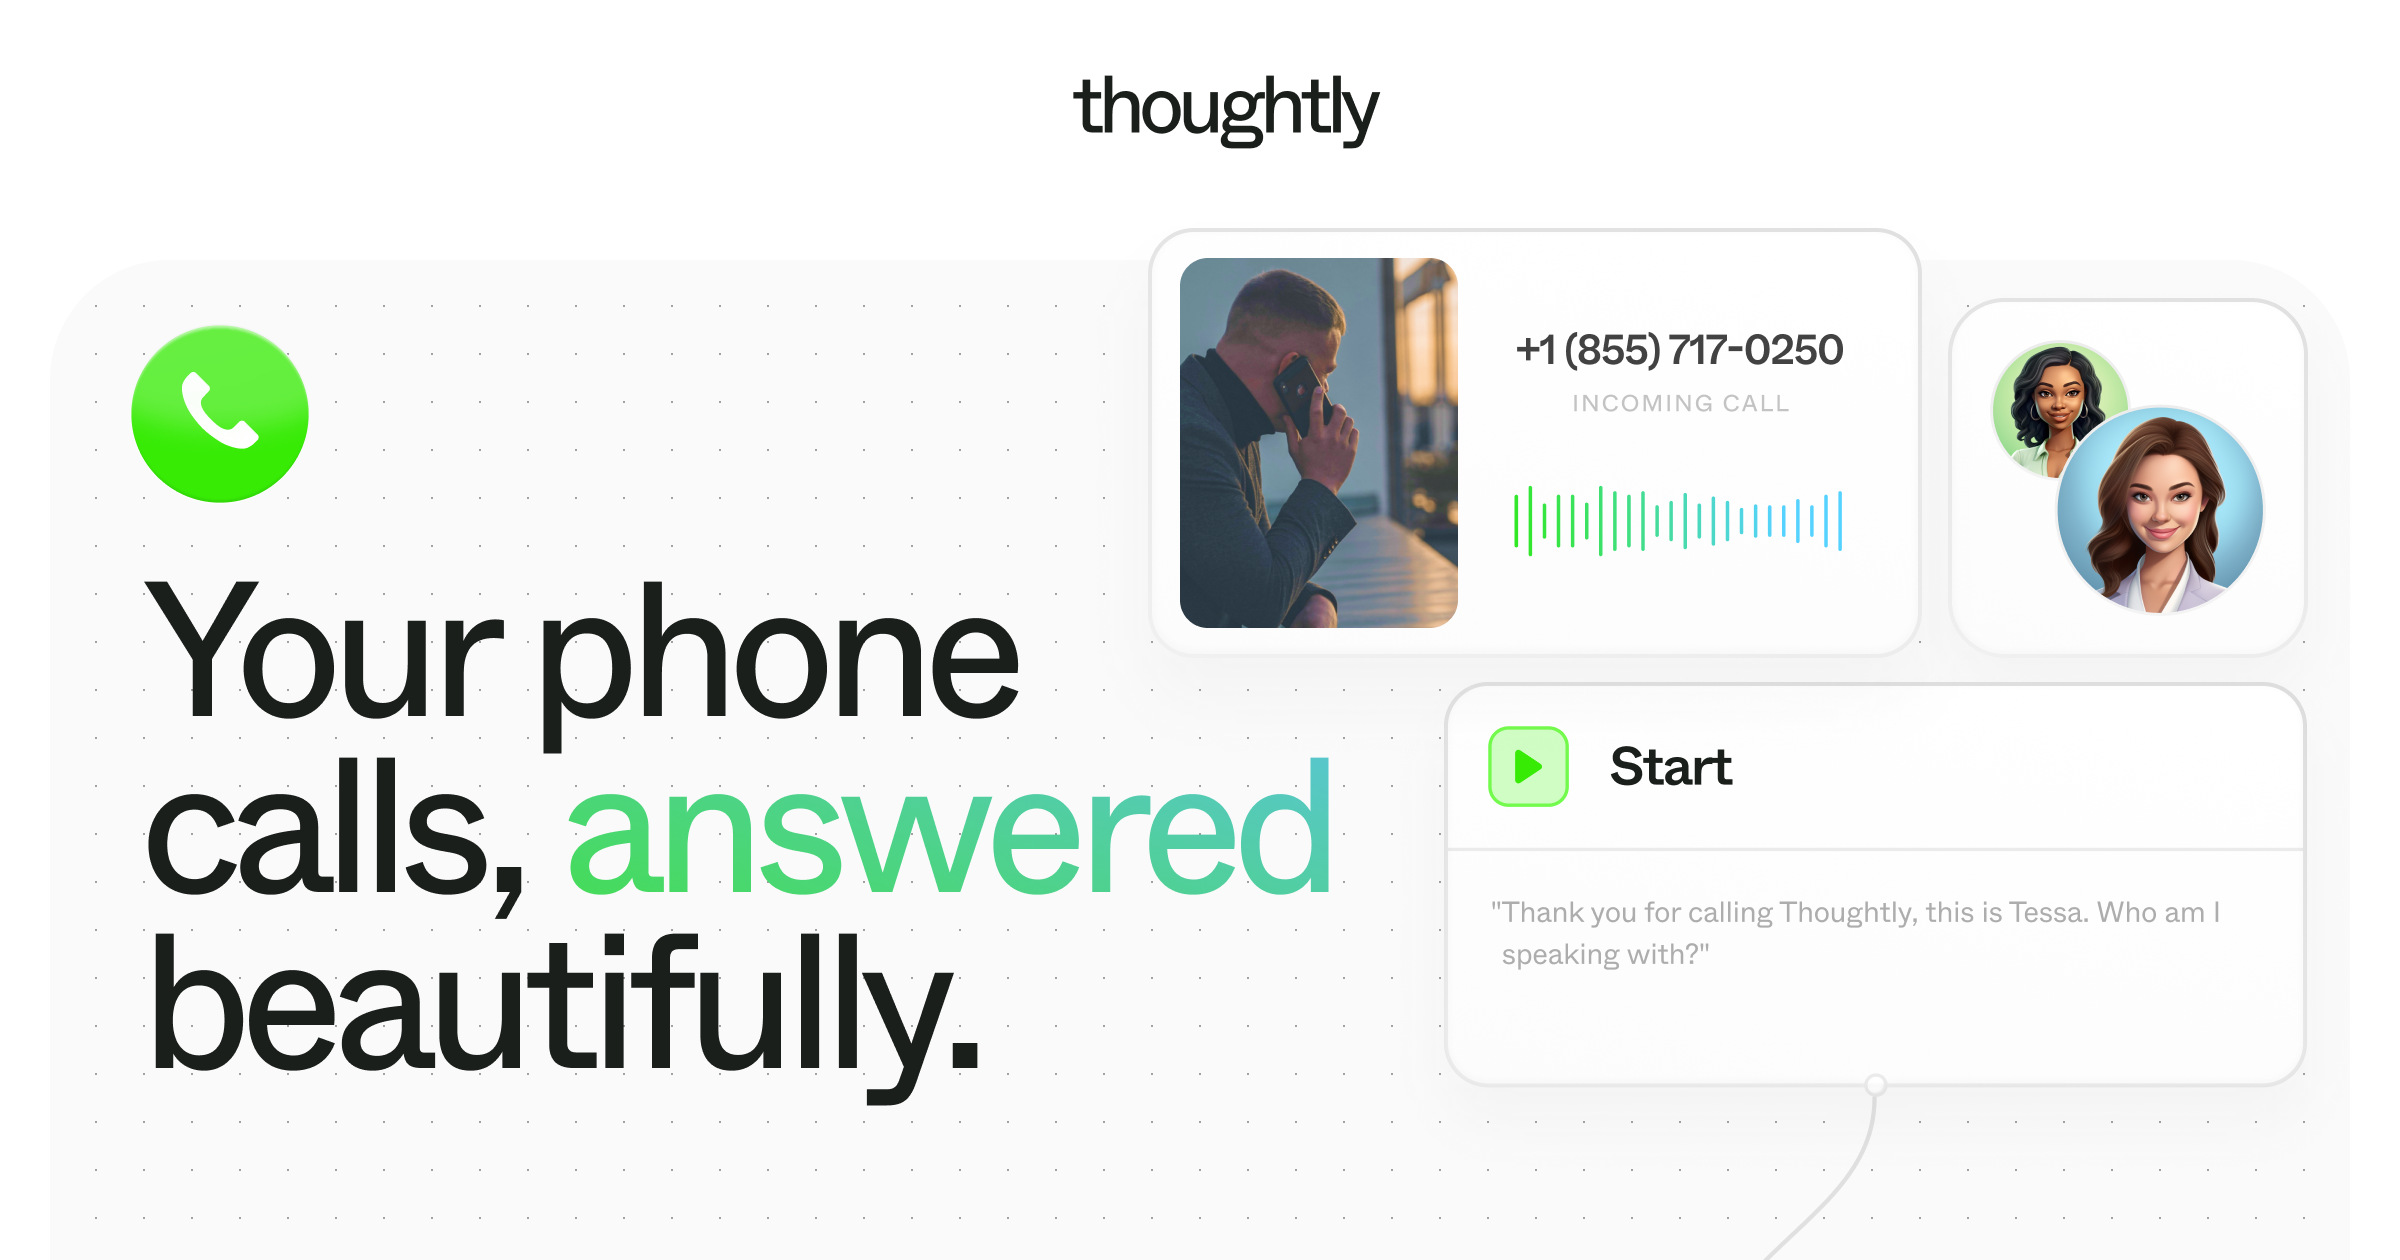 thoughtly
Your phone
calls, answered
beautifully.
+1 (855) 717-0250
INCOMING CALL
Start
"Thank you for calling Thoughtly, this is Tessa. Who am I
speaking with?"